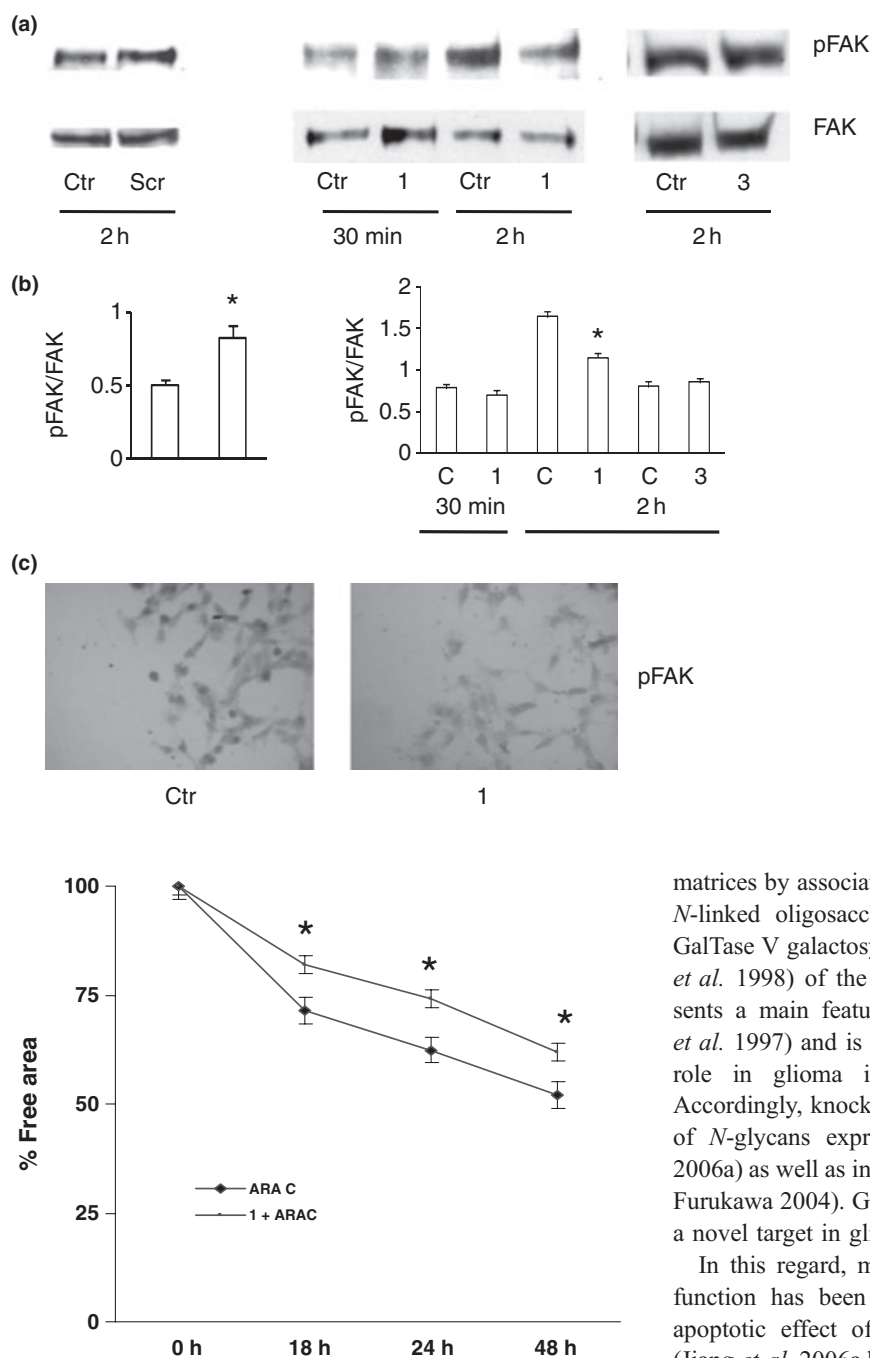 (a)
pFAK
FAK
Ctr Scr Ctr 1 Ctr 1 Ctr 3
2 h 30 min 2 h 2 h
(b)
pFAK/FAK
1
0.5
0
*
pFAK/FAK
2
1.5
1
0.5
0
*
C 1 C 1 C 3
30 min 2 h
(c)
pFAK
Ctr 1
% Free area
100
75
50
25
0
* * *
ARA C
1 + ARAC
0 h 18 h 24 h 48 h
matrices by associa
N-linked oligosacch
GalTase V galactosy
et al. 1998) of the
sents a main featu
et al. 1997) and is
role in glioma i
Accordingly, knock
of N-glycans expr
2006a) as well as in
Furukawa 2004). G
a novel target in gli
In this regard, m
function has been
apoptotic effect of